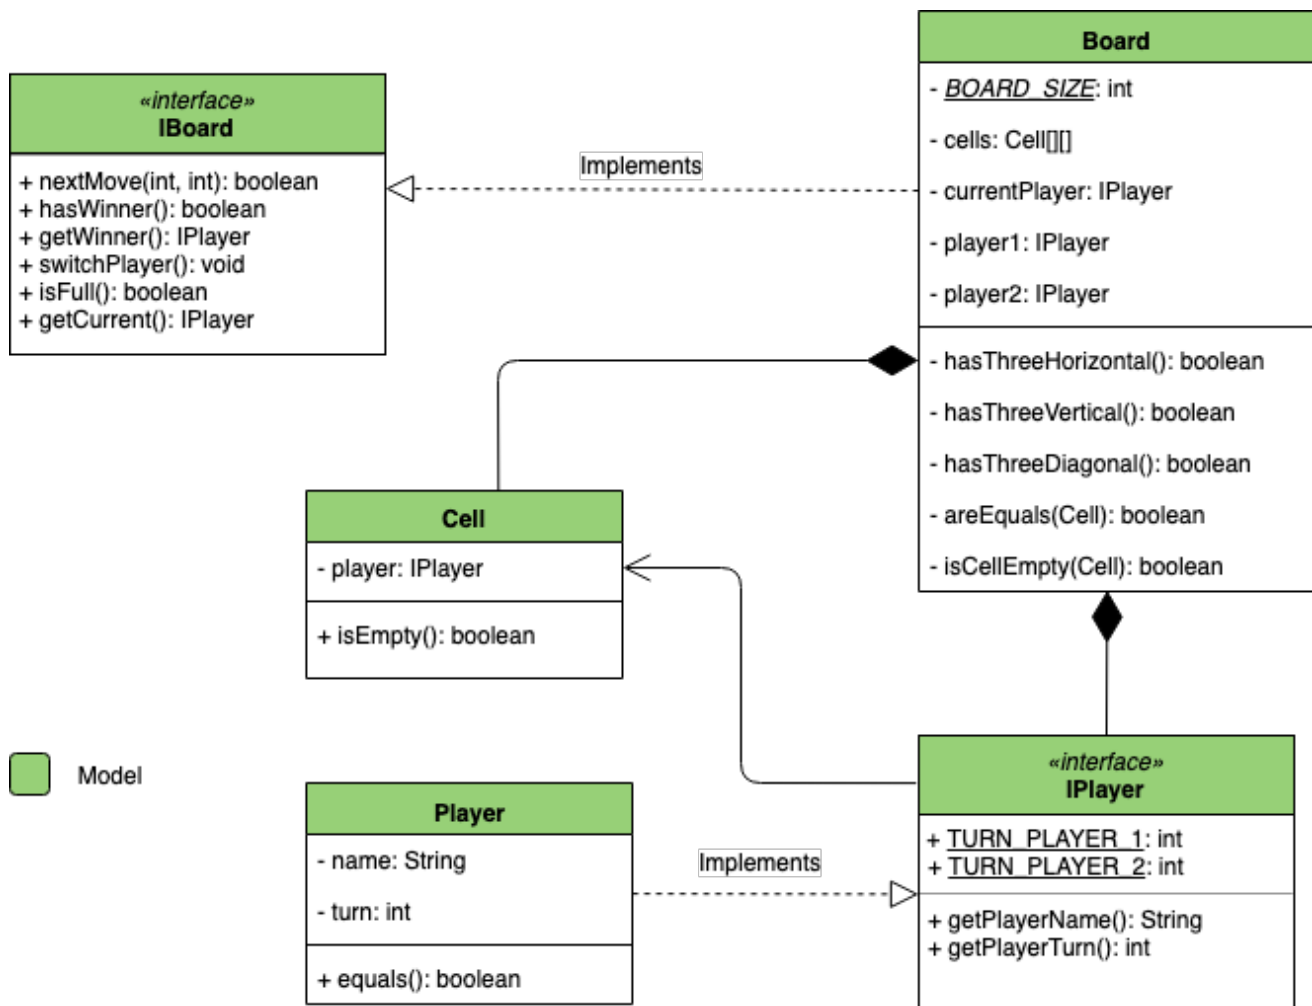 «interface»
IBoard
+ nextMove(int, int): boolean
+ hasWinner(): boolean
+ getWinner(): IPlayer
+ switchPlayer(): void
+ isFull(): boolean
+ getCurrent(): IPlayer
Implements
Board
- BOARD_SIZE: int
- cells: Cell[][]
- currentPlayer: IPlayer
- player1: IPlayer
- player2: IPlayer
- hasThreeHorizontal(): boolean
- hasThreeVertical(): boolean
- hasThreeDiagonal(): boolean
- areEquals(Cell): boolean
- isCellEmpty(Cell): boolean
Cell
- player: IPlayer
+ isEmpty(): boolean
Model
Player
- name: String
- turn: int
+ equals(): boolean
Implements
«interface»
IPlayer
+ TURN_PLAYER_1: int
+ TURN_PLAYER_2: int
+ getPlayerName(): String
+ getPlayerTurn(): int